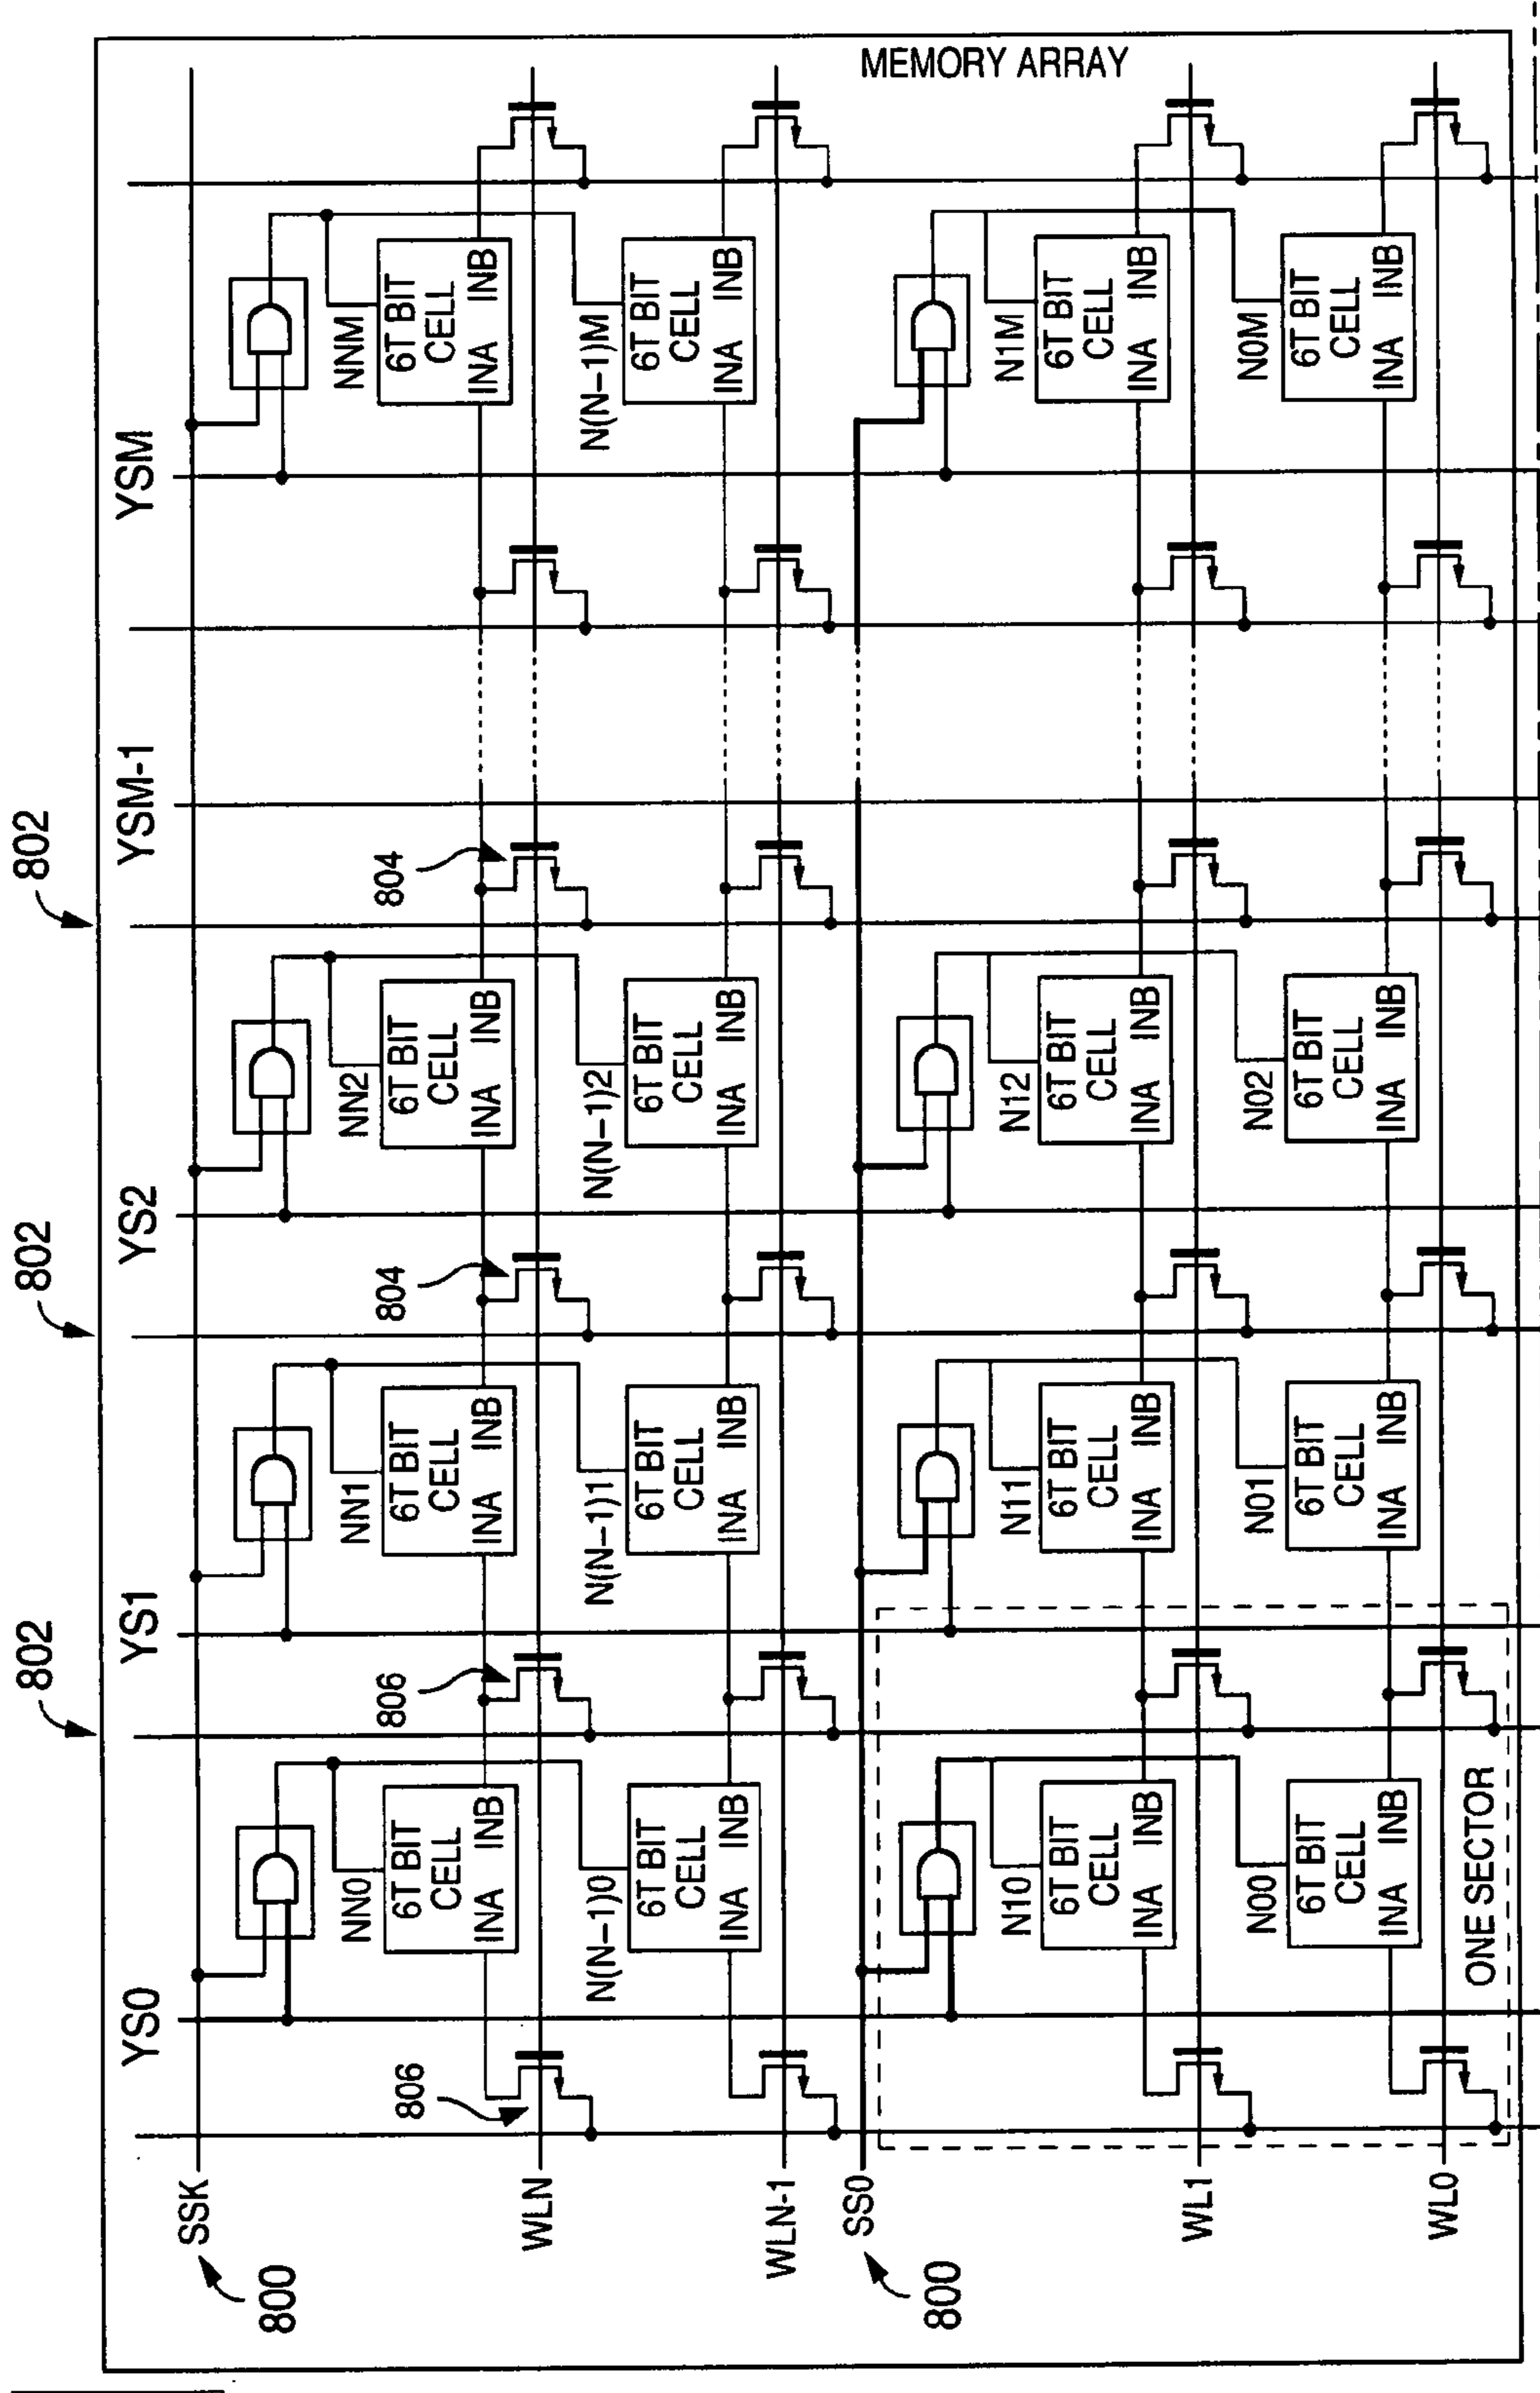 802
802
802
YS0
YS1
YS2
YSM-1
YSM
SSK
800
NN0
6T BIT
CELL
INA INB
NN1
6T BIT
CELL
INA INB
NN2
6T BIT
CELL
INA INB
NNM
6T BIT
CELL
INA INB
806
806
804
804
WLN
N(N-1)0
6T BIT
CELL
INA INB
N(N-1)1
6T BIT
CELL
INA INB
N(N-1)2
6T BIT
CELL
INA INB
N(N-1)M
6T BIT
CELL
INA INB
WLN-1
SS0
800
MEMORY ARRAY
N10
6T BIT
CELL
INA INB
N11
6T BIT
CELL
INA INB
N12
6T BIT
CELL
INA INB
N1M
6T BIT
CELL
INA INB
WL1
N00
6T BIT
CELL
INA INB
N01
6T BIT
CELL
INA INB
N02
6T BIT
CELL
INA INB
N0M
6T BIT
CELL
INA INB
WL0
ONE SECTOR